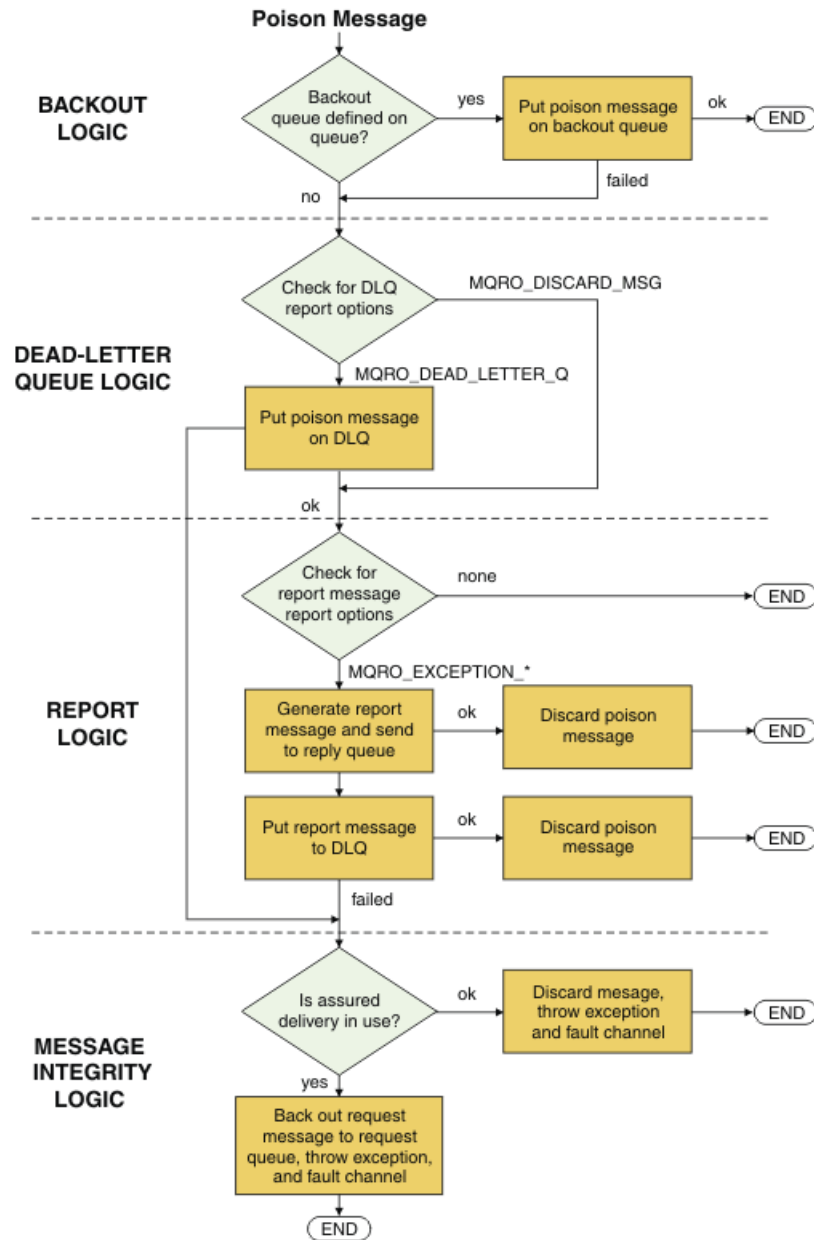 Poison Message
BACKOUT
LOGIC
Backout
queue defined on
queue?
yes
Put poison message
on backout queue
ok
END
failed
no
DEAD-LETTER
QUEUE LOGIC
Check for DLQ
report options
MQRO_DISCARD_MSG
MQRO_DEAD_LETTER_Q
Put poison message
on DLQ
ok
REPORT
LOGIC
Check for
report message
report options
none
END
MQRO_EXCEPTION_*
Generate report
message and send
to reply queue
ok
Discard poison
message
END
Put report message
to DLQ
ok
Discard poison
message
END
failed
MESSAGE
INTEGRITY
LOGIC
Is assured
delivery in use?
ok
Discard mesage,
throw exception
and fault channel
END
yes
Back out request
message to request
queue, throw exception,
and fault channel
END